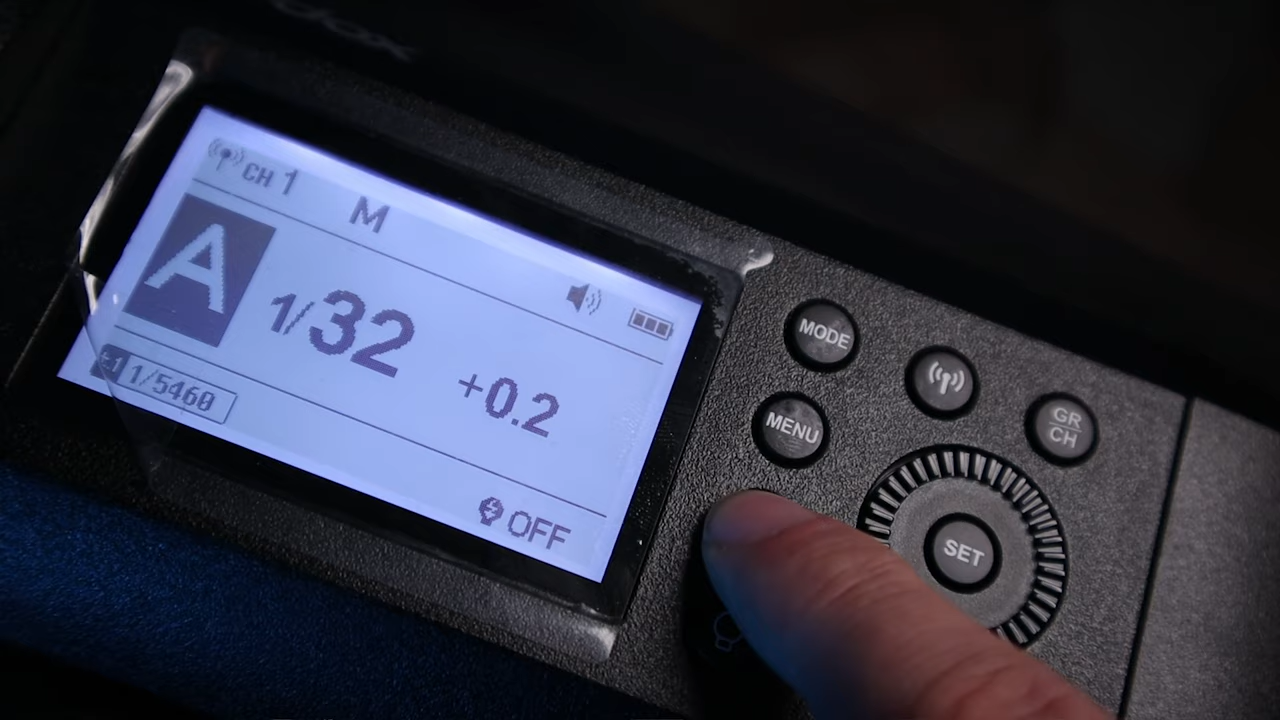 CH 1
M
A
1/32
+0.2
1/5460
OFF
MODE
MENU
GR
CH
SET